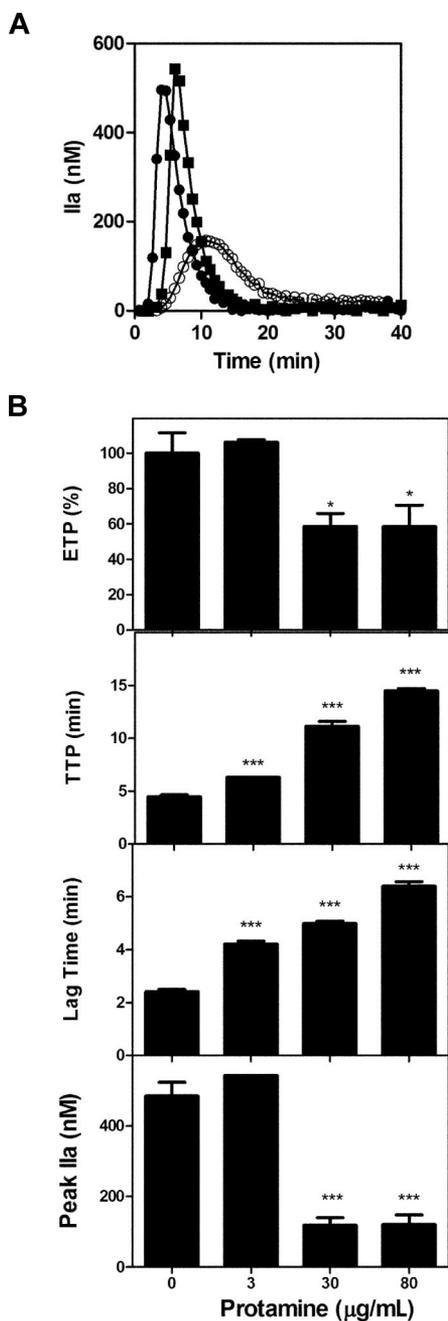 A
600
400
200
0
IIa (nM)
0 10 20 30 40
Time (min)
B
100
80
60
40
20
0
ETP (%)
* *
15
10
5
0
TTP (min)
*** *** ***
6
4
2
0
Lag Time (min)
*** *** ***
400
200
0
Peak IIa (nM)
*** ***
0 3 30 80
Protamine (µg/mL)